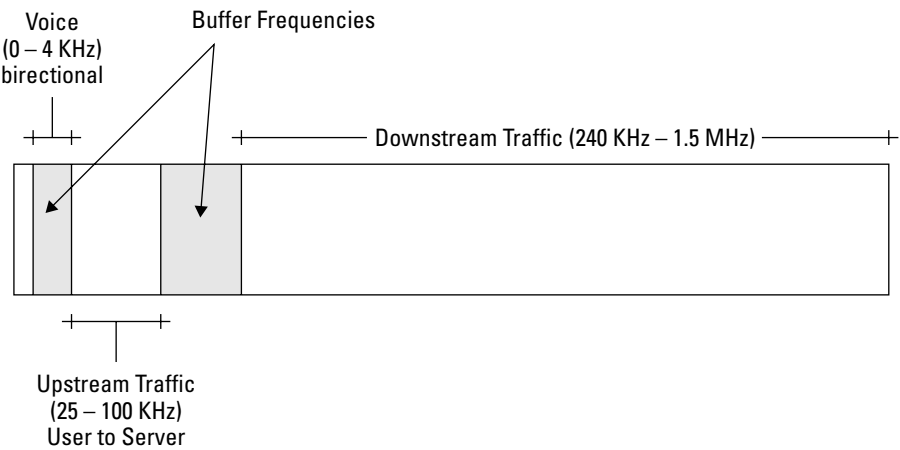 Voice
(0 – 4 KHz)
birectional
Buffer Frequencies
Downstream Traffic (240 KHz – 1.5 MHz)
Upstream Traffic
(25 – 100 KHz)
User to Server